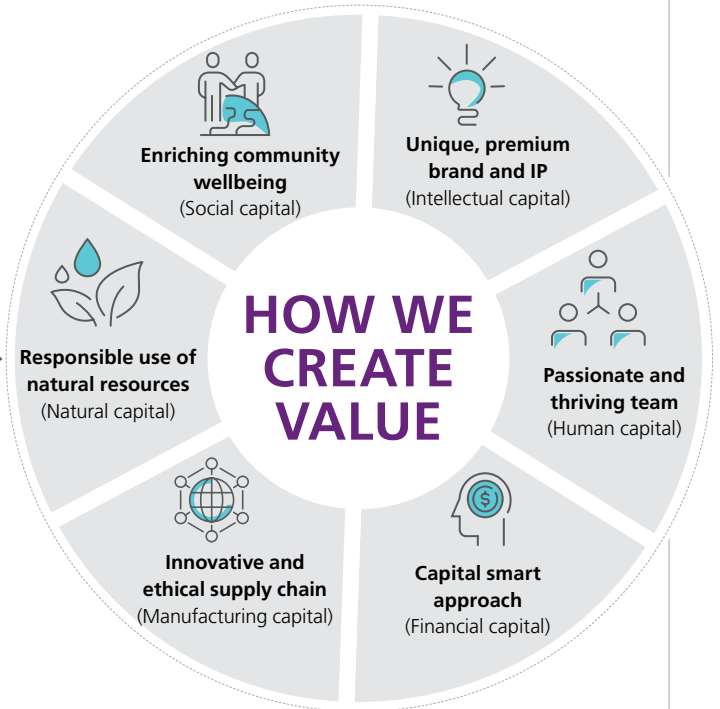 Enriching community
wellbeing
(Social capital)
Unique, premium
brand and IP
(Intellectual capital)
HOW WE
CREATE
VALUE
Responsible use of
natural resources
(Natural capital)
Passionate and
thriving team
(Human capital)
$
Innovative and
ethical supply chain
(Manufacturing capital)
Capital smart
approach
(Financial capital)